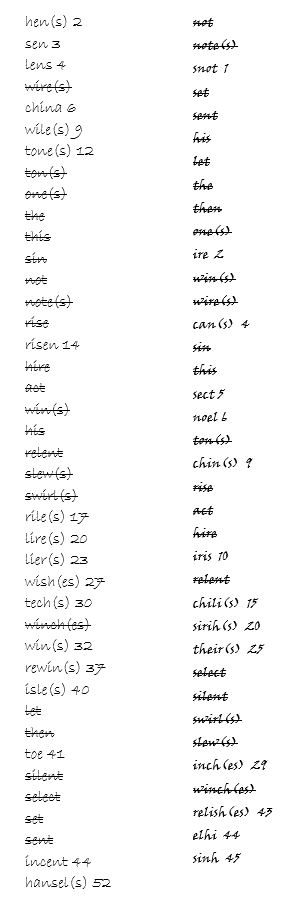 hen(s) 2
sen 3
lens 4
wire(s)
china 6
wile(s) 9
tone(s) 12
ton(s)
one(s)
the
this
sin
not
note(s)
rise
risen 14
hire
act
win(s)
his
relent
slew(s)
swirl(s)
rile(s) 17
lire(s) 20
lier(s) 23
wish(es) 27
tech(s) 30
winch(es)
win(s) 32
rewin(s) 37
isle(s) 40
let
then
toe 41
silent
select
set
sent
incent 44
hansel(s) 52
not
note(s)
snot 1
set
sent
his
let
the
then
one(s)
ire 2
win(s)
wire(s)
can(s) 4
sin
this
sect 5
noel 6
ton(s)
chin(s) 9
rise
act
hire
iris 10
relent
chili(s) 15
sirih(s) 20
their(s) 25
select
silent
swirl(s)
slew(s)
inch(es) 29
winch(es)
relish(es) 43
elhi 44
sinh 45